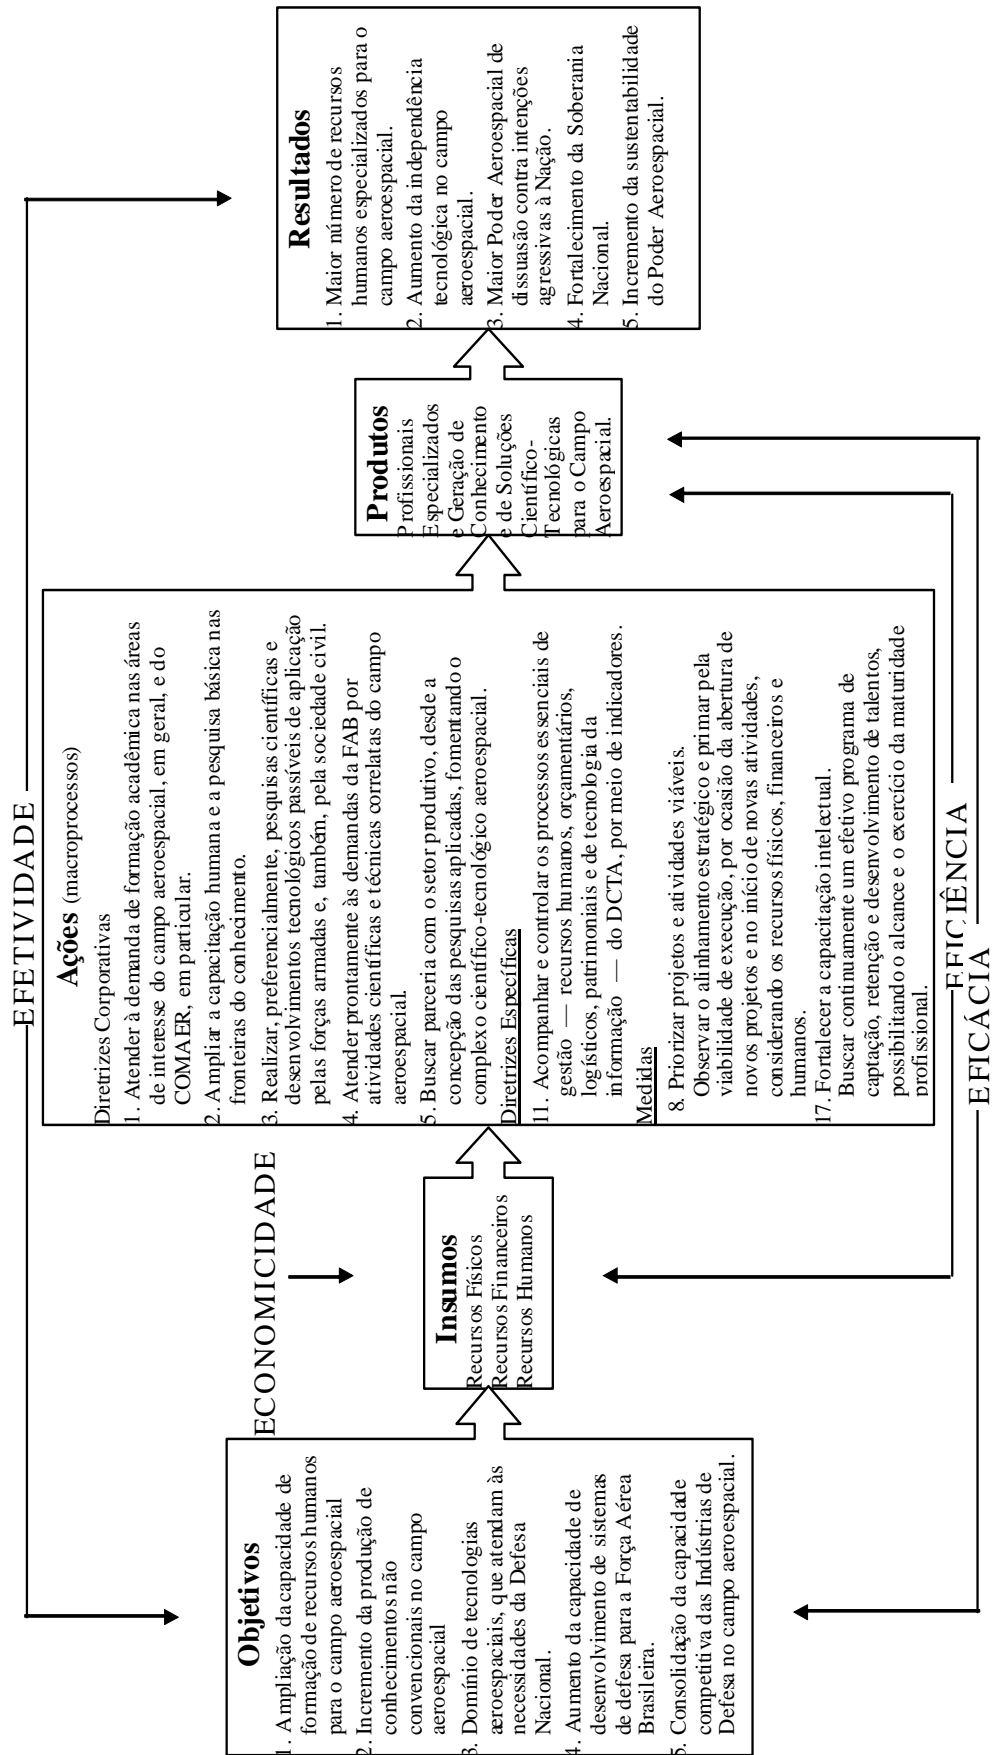 EFETIVIDADE
ECONOMICIDADE
Objetivos
1. Ampliação da capacidade de
formação de recursos humanos
para o campo aeroespacial
2. Incremento da produção de
conhecimentos não
convencionais no campo
aeroespacial
3. Domínio de tecnologias
aeroespaciais, que atendam às
necessidades da Defesa
Nacional.
4. Aumento da capacidade de
desenvolvimento de sistemas
de defesa para a Força Aérea
Brasileira.
5. Consolidação da capacidade
competitiva das Indústrias de
Defesa no campo aeroespacial.
Insumos
Recursos Físicos
Recursos Financeiros
Recursos Humanos
Ações (macroprocessos)
Diretrizes Corporativas
1. Atender à demanda de formação acadêmica nas áreas
de interesse do campo aeroespacial, em geral, e do
COMAER, em particular.
2. Ampliar a capacitação humana e a pesquisa básica nas
fronteiras do conhecimento.
3. Realizar, preferencialmente, pesquisas científicas e
desenvolvimentos tecnológicos passíveis de aplicação
pelas forças armadas e, também, pela sociedade civil.
4. Atender prontamente às demandas da FAB por
atividades científicas e técnicas correlatas do campo
aeroespacial.
5. Buscar parceria com o setor produtivo, desde a
concepção das pesquisas aplicadas, fomentando o
complexo científico-tecnológico aeroespacial.
Diretrizes Específicas
11. Acompanhar e controlar os processos essenciais de
gestão — recursos humanos, orçamentários,
logísticos, patrimoniais e de tecnologia da
informação — do DCTA, por meio de indicadores.
Medidas
8. Priorizar projetos e atividades viáveis.
Observar o alinhamento estratégico e primar pela
viabilidade de execução, por ocasião da abertura de
novos projetos e no início de novas atividades,
considerando os recursos físicos, financeiros e
humanos.
17. Fortalecer a capacitação intelectual.
Buscar continuamente um efetivo programa de
captação, retenção e desenvolvimento de talentos,
possibilitando o alcance e o exercício da maturidade
profissional.
Produtos
Profissionais
Especializados
e Geração de
Conhecimento
e de Soluções
Científico-
Tecnológicas
para o Campo
Aeroespacial.
Resultados
1. Maior número de recursos
humanos especializados para o
campo aeroespacial.
2. Aumento da independência
tecnológica no campo
aeroespacial.
3. Maior Poder Aeroespacial de
dissuasão contra intenções
agressivas à Nação.
4. Fortalecimento da Soberania
Nacional.
5. Incremento da sustentabilidade
do Poder Aeroespacial.
EFICIÊNCIA
EFICÁCIA